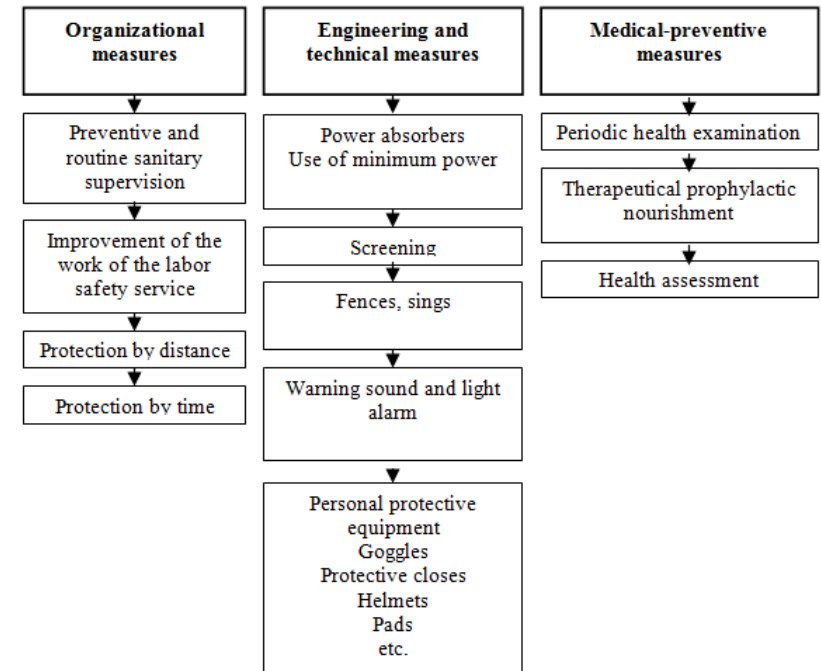 Organizational
measures
Preventive and
routine sanitary
supervision
Improvement of the
work of the labor
safety service
Protection by distance
Protection by time
Engineering and
technical measures
Power absorbers
Use of minimum power
Screening
Fences, sings
Warning sound and light
alarm
Personal protective
equipment
Goggles
Protective closes
Helmets
Pads
etc.
Medical-preventive
measures
Periodic health examination
Therapeutical prophylactic
nourishment
Health assessment